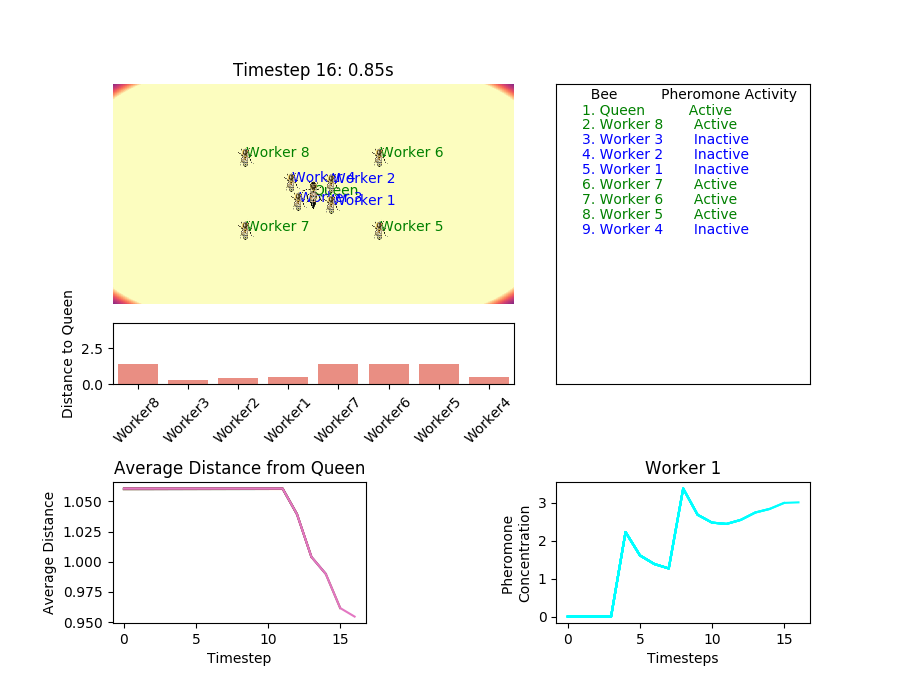 Timestep 16: 0.85s
Worker 8
Worker 6
Worker 4
Worker 2
Queen
Worker 3
Worker 1
Worker 7
Worker 5
Bee Pheromone Activity
1. Queen Active
2. Worker 8 Active
3. Worker 3 Inactive
4. Worker 2 Inactive
5. Worker 1 Inactive
6. Worker 7 Active
7. Worker 6 Active
8. Worker 5 Active
9. Worker 4 Inactive
Distance to Queen
2.5
0.0
Worker8
Worker3
Worker2
Worker1
Worker7
Worker6
Worker5
Worker4
Average Distance from Queen
Average Distance
1.050
1.025
1.000
0.975
0.950
0 5 10 15
Timestep
Worker 1
Pheromone
Concentration
3
2
1
0
0 5 10 15
Timesteps